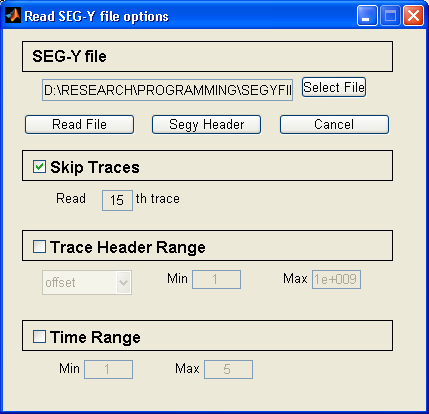 Read SEG-Y file options
SEG-Y file
D:\RESEARCH\PROGRAMMING\SEGYFII Select File
Read File Segy Header Cancel
Skip Traces
Read 15 th trace
Trace Header Range
offset Min 1 Max 1e+009
Time Range
Min 1 Max 5